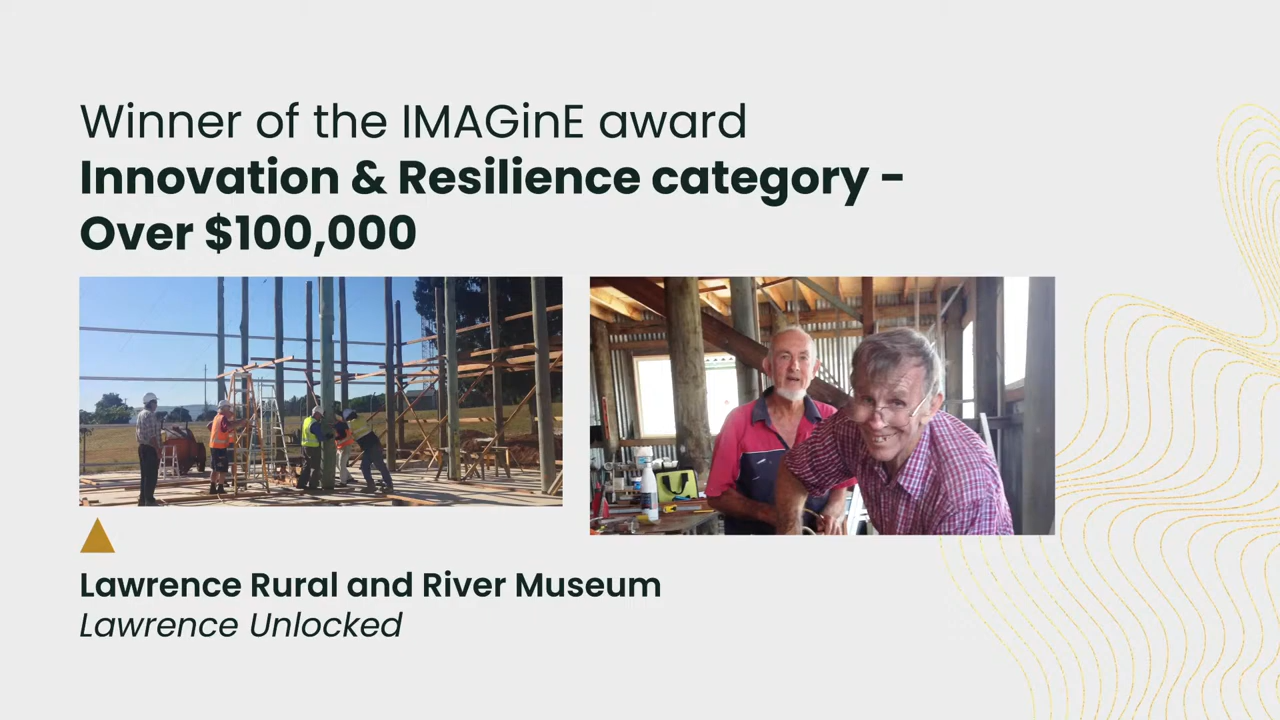 Winner of the IMAGinE award
Innovation & Resilience category -
Over $100,000
Lawrence Rural and River Museum
Lawrence Unlocked